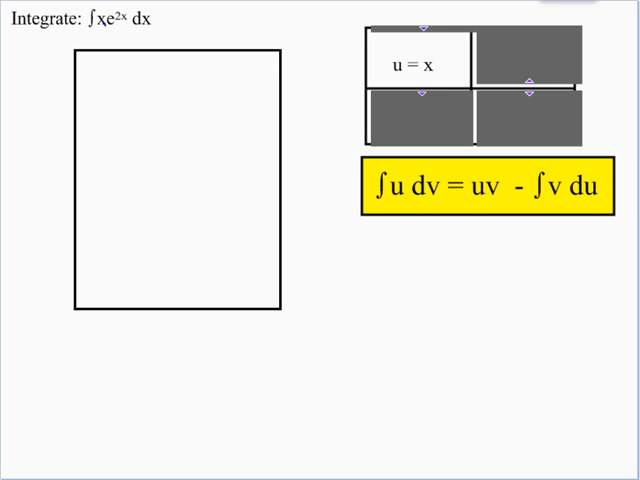 Integrate: ∫xe²ˣ dx
u = x
∫u dv = uv - ∫v du